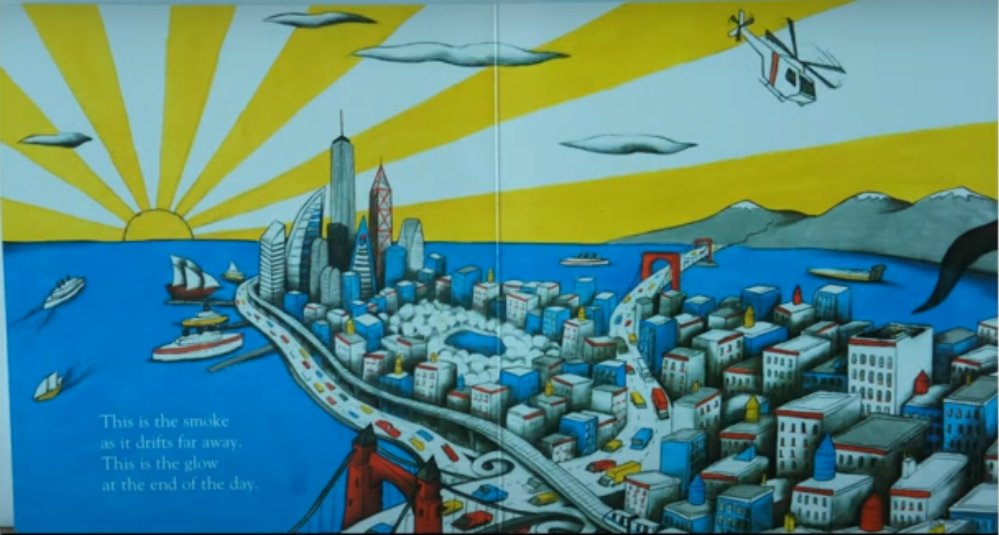 This is the smoke
as it drifts far away.
This is the glow
at the end of the day.